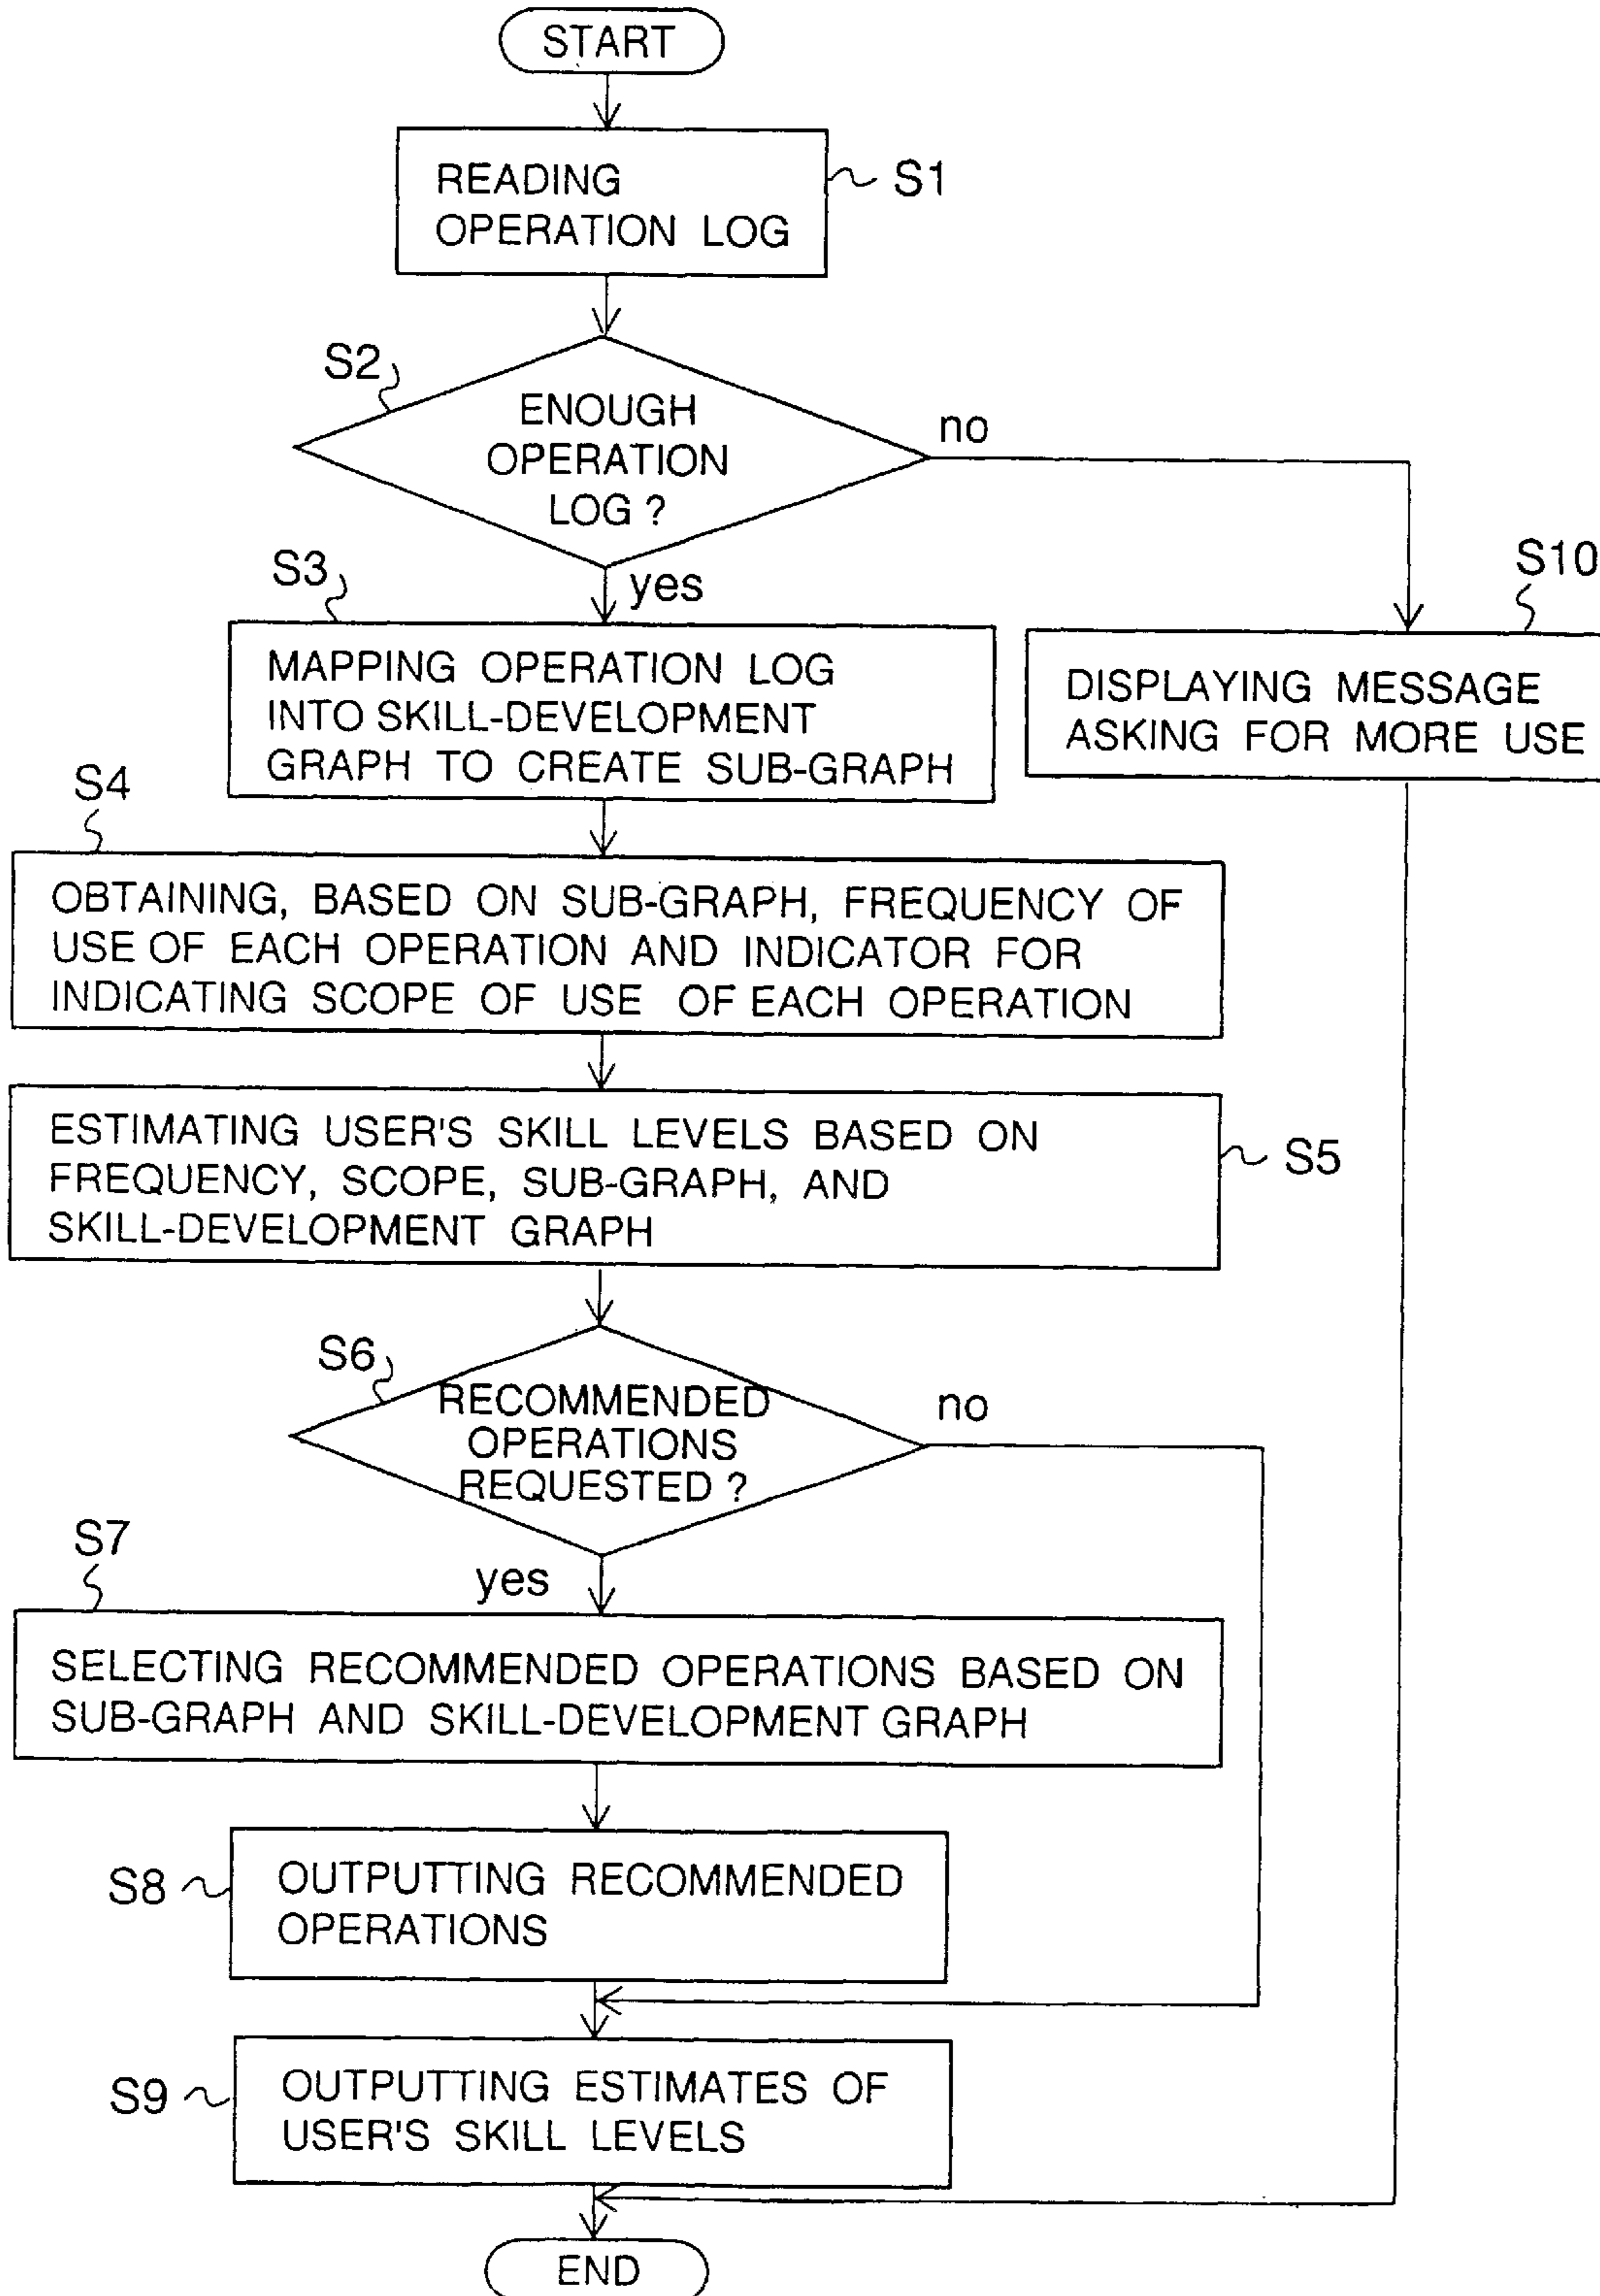 START
READING
OPERATION LOG
S1
S2
ENOUGH
OPERATION
LOG ?
no
yes
S3
MAPPING OPERATION LOG
INTO SKILL-DEVELOPMENT
GRAPH TO CREATE SUB-GRAPH
S10
DISPLAYING MESSAGE
ASKING FOR MORE USE
S4
OBTAINING, BASED ON SUB-GRAPH, FREQUENCY OF
USE OF EACH OPERATION AND INDICATOR FOR
INDICATING SCOPE OF USE OF EACH OPERATION
ESTIMATING USER'S SKILL LEVELS BASED ON
FREQUENCY, SCOPE, SUB-GRAPH, AND
SKILL-DEVELOPMENT GRAPH
S5
S6
RECOMMENDED
OPERATIONS
REQUESTED ?
no
yes
S7
SELECTING RECOMMENDED OPERATIONS BASED ON
SUB-GRAPH AND SKILL-DEVELOPMENT GRAPH
S8
OUTPUTTING RECOMMENDED
OPERATIONS
S9
OUTPUTTING ESTIMATES OF
USER'S SKILL LEVELS
END